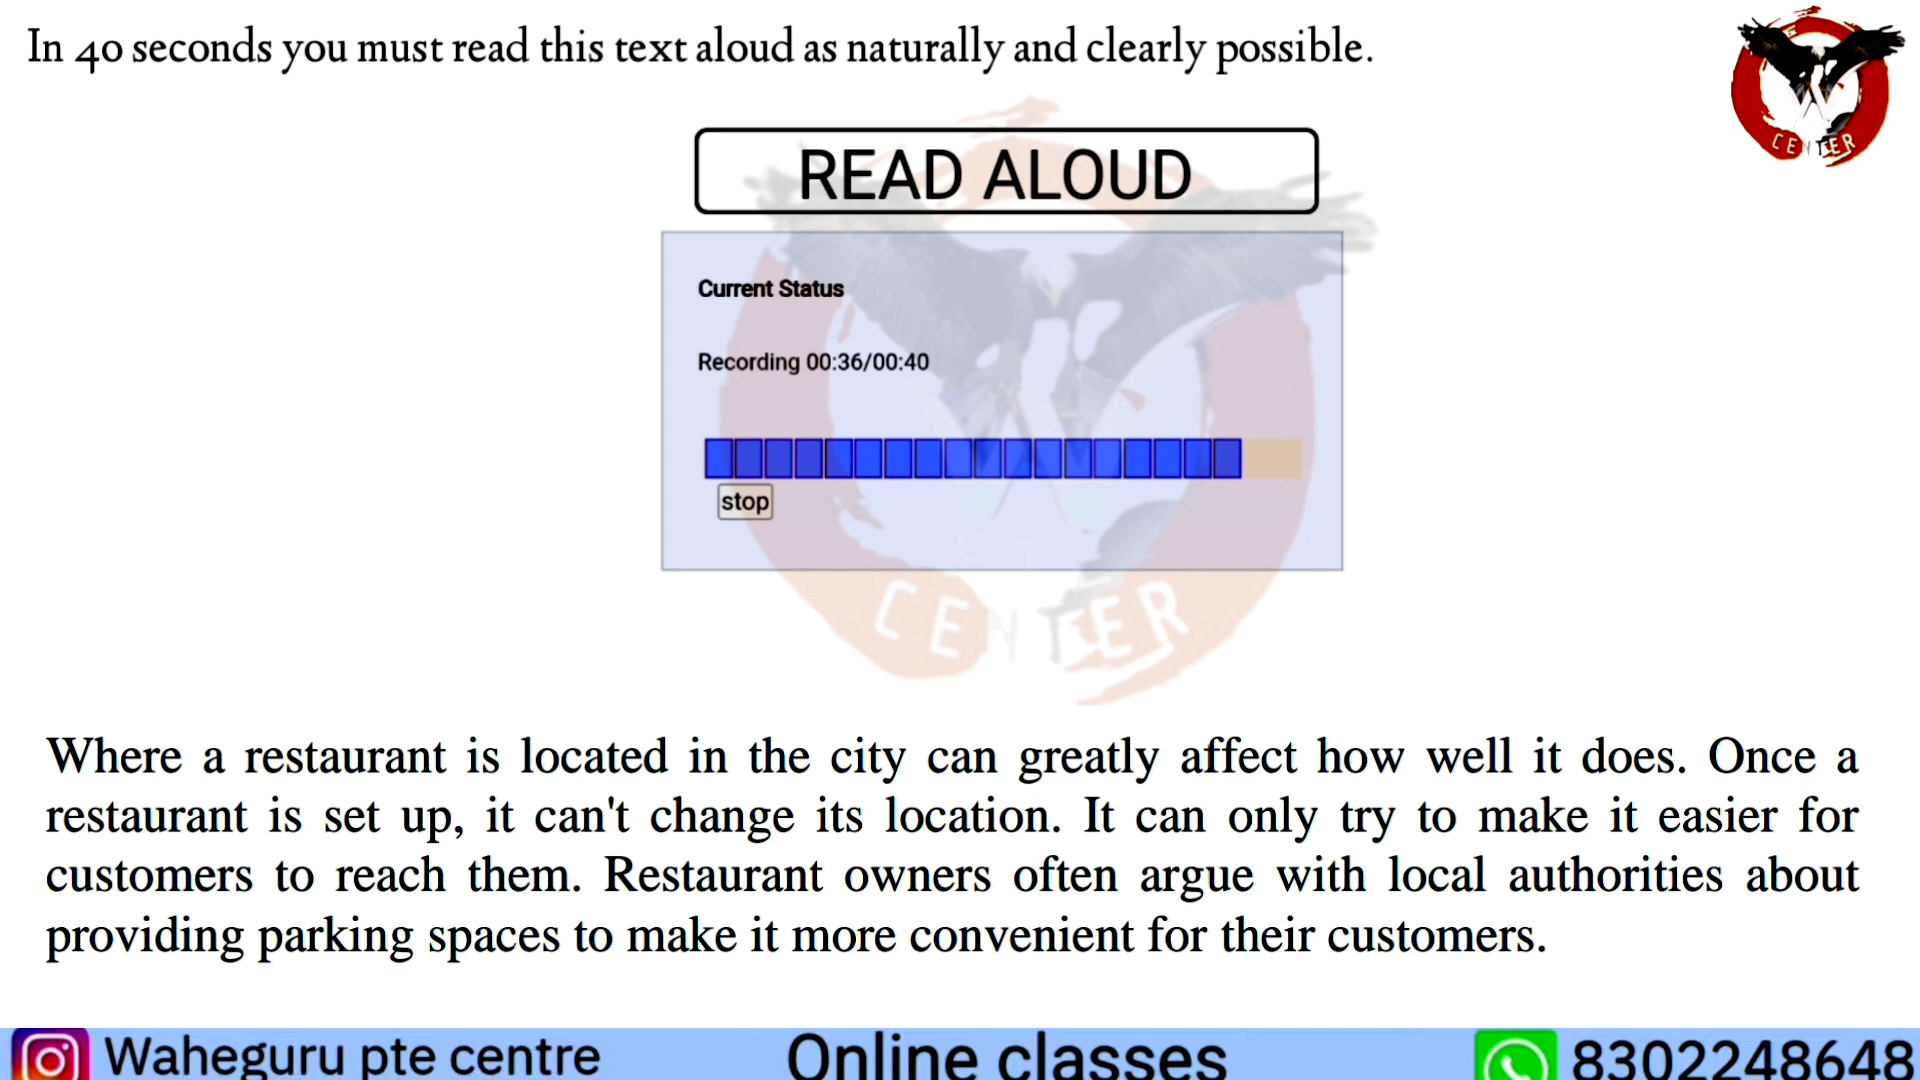 In 40 seconds you must read this text aloud as naturally and clearly possible.
CENTER
READ ALOUD
Current Status
Recording 00:36/00:40
stop
CENTER
Where a restaurant is located in the city can greatly affect how well it does. Once a
restaurant is set up, it can't change its location. It can only try to make it easier for
customers to reach them. Restaurant owners often argue with local authorities about
providing parking spaces to make it more convenient for their customers.
Waheguru pte centre
Online classes
8302248648